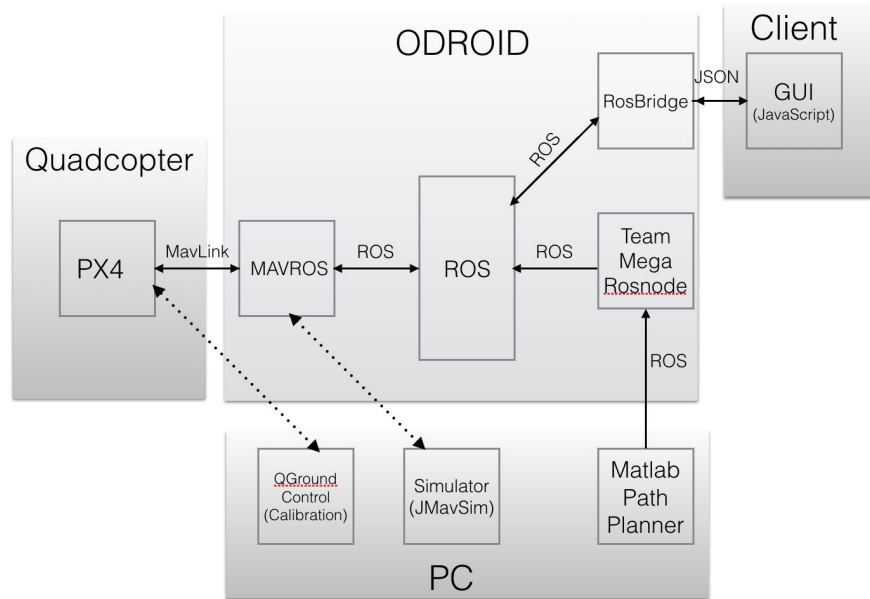 ODROID
Client
RosBridge
JSON
GUI
(JavaScript)
Quadcopter
ROS
PX4
MavLink
MAVROS
ROS
ROS
ROS
Team
Mega
Rosnode
ROS
QGround
Control
(Calibration)
Simulator
(JMavSim)
Matlab
Path
Planner
PC